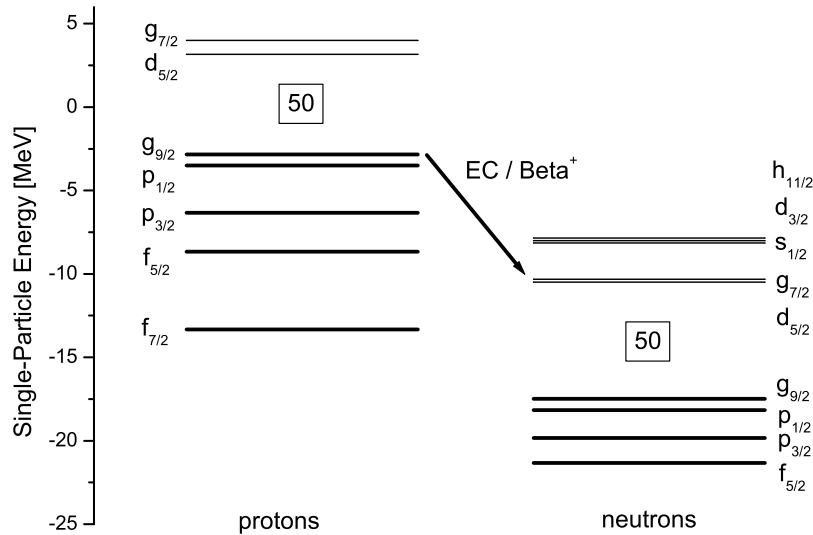 Single-Particle Energy [MeV]
5
0
-5
-10
-15
-20
-25
g7/2
d5/2
50
g9/2
p1/2
p3/2
f5/2
f7/2
protons
EC / Beta+
h11/2
d3/2
s1/2
g7/2
d5/2
50
g9/2
p1/2
p3/2
f5/2
neutrons